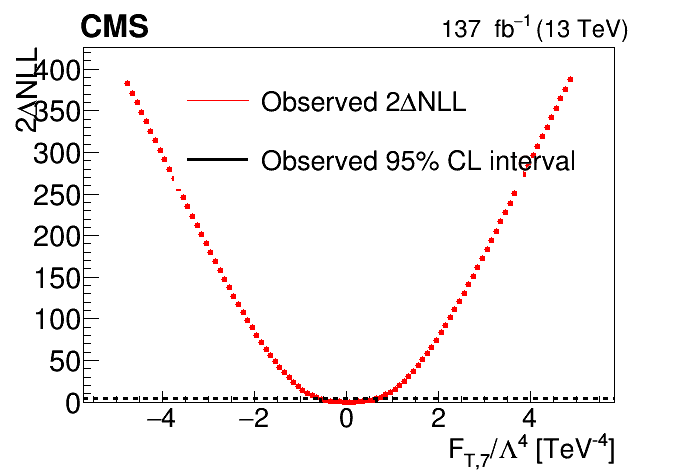 CMS 137 fb⁻¹ (13 TeV)
2ΔNLL
Observed 2ΔNLL
Observed 95% CL interval
400
350
300
250
200
150
100
50
0
−4 −2 0 2 4
F_T,7/Λ⁴ [TeV⁻⁴]